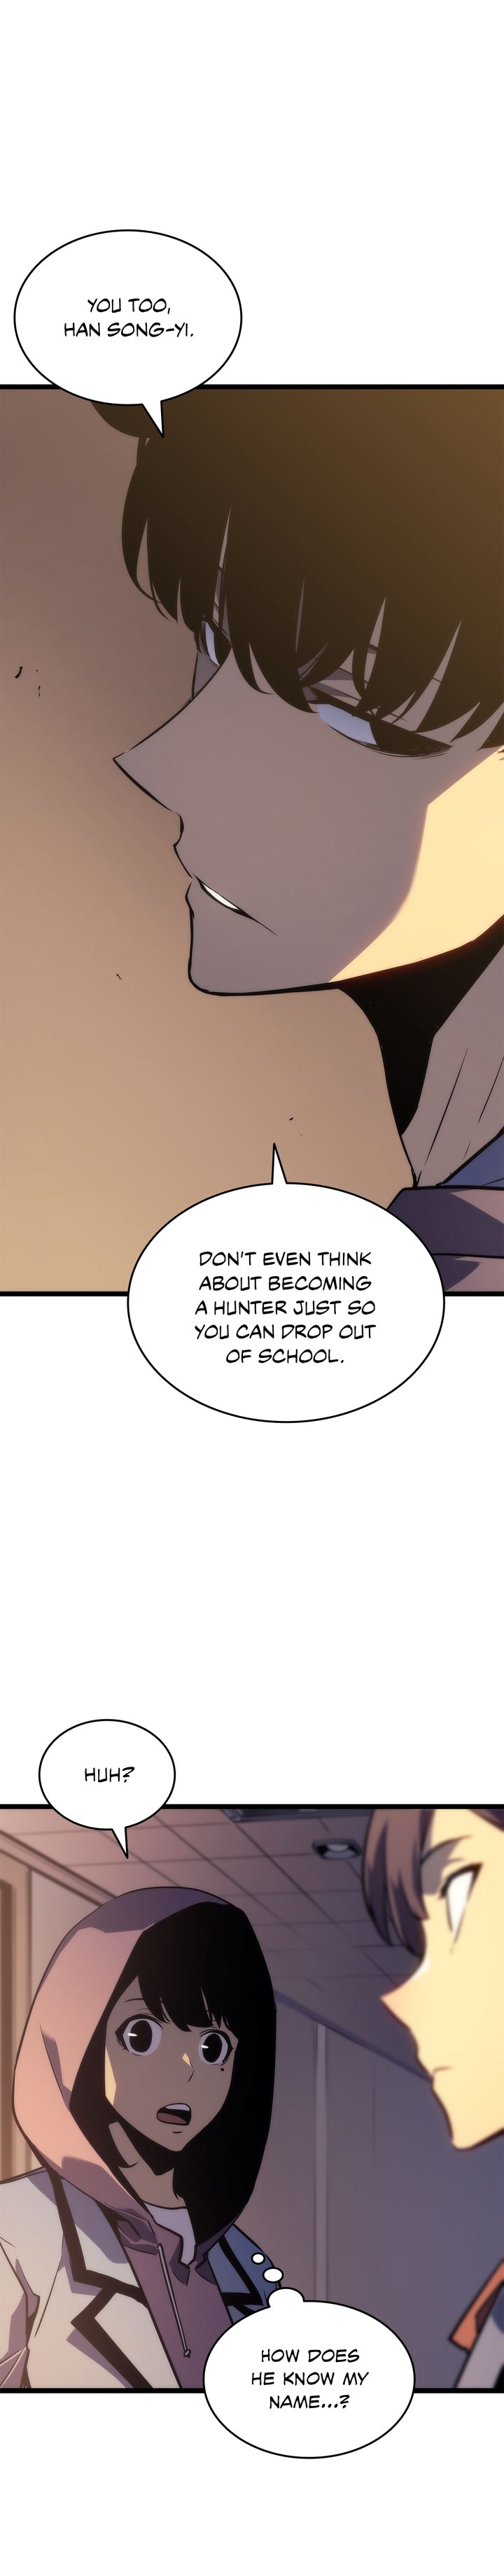 YOU TOO,
HAN SONG-YI.
DON'T EVEN THINK
ABOUT BECOMING
A HUNTER JUST SO
YOU CAN DROP OUT
OF SCHOOL.
HUH?
HOW DOES
HE KNOW MY
NAME...?